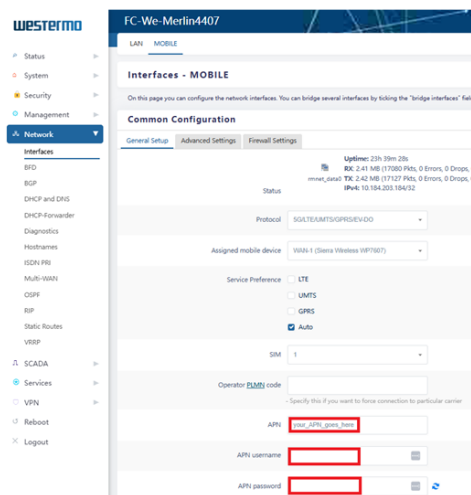 westermo
FC-We-Merlin4407
LAN MOBILE
Status
System
Security
Management
Network
Interfaces
BFD
BGP
DHCP and DNS
DHCP-Forwarder
Diagnostics
Hostnames
ISDN PRI
Multi-WAN
OSPF
RIP
Static Routes
VRRP
SCADA
Services
VPN
Reboot
Logout
Interfaces - MOBILE
On this page you can configure the network interfaces. You can bridge several interfaces by ticking the "bridge interfaces" fiel
Common Configuration
General Setup Advanced Settings Firewall Settings
Status
rmnet_data0
Uptime: 23h 39m 28s
RX: 2.41 MB (17080 Pkts, 0 Errors, 0 Drops,
TX: 2.42 MB (17127 Pkts, 0 Errors, 0 Drops,
IPv4: 10.184.203.184/32
Protocol 5G/LTE/UMTS/GPRS/EV-DO
Assigned mobile device WAN-1 (Sierra Wireless WP7607)
Service Preference LTE
UMTS
GPRS
Auto
SIM 1
Operator PLMN code
- Specify this if you want to force connection to particular carrier
APN your_APN_goes_here
APN username
APN password